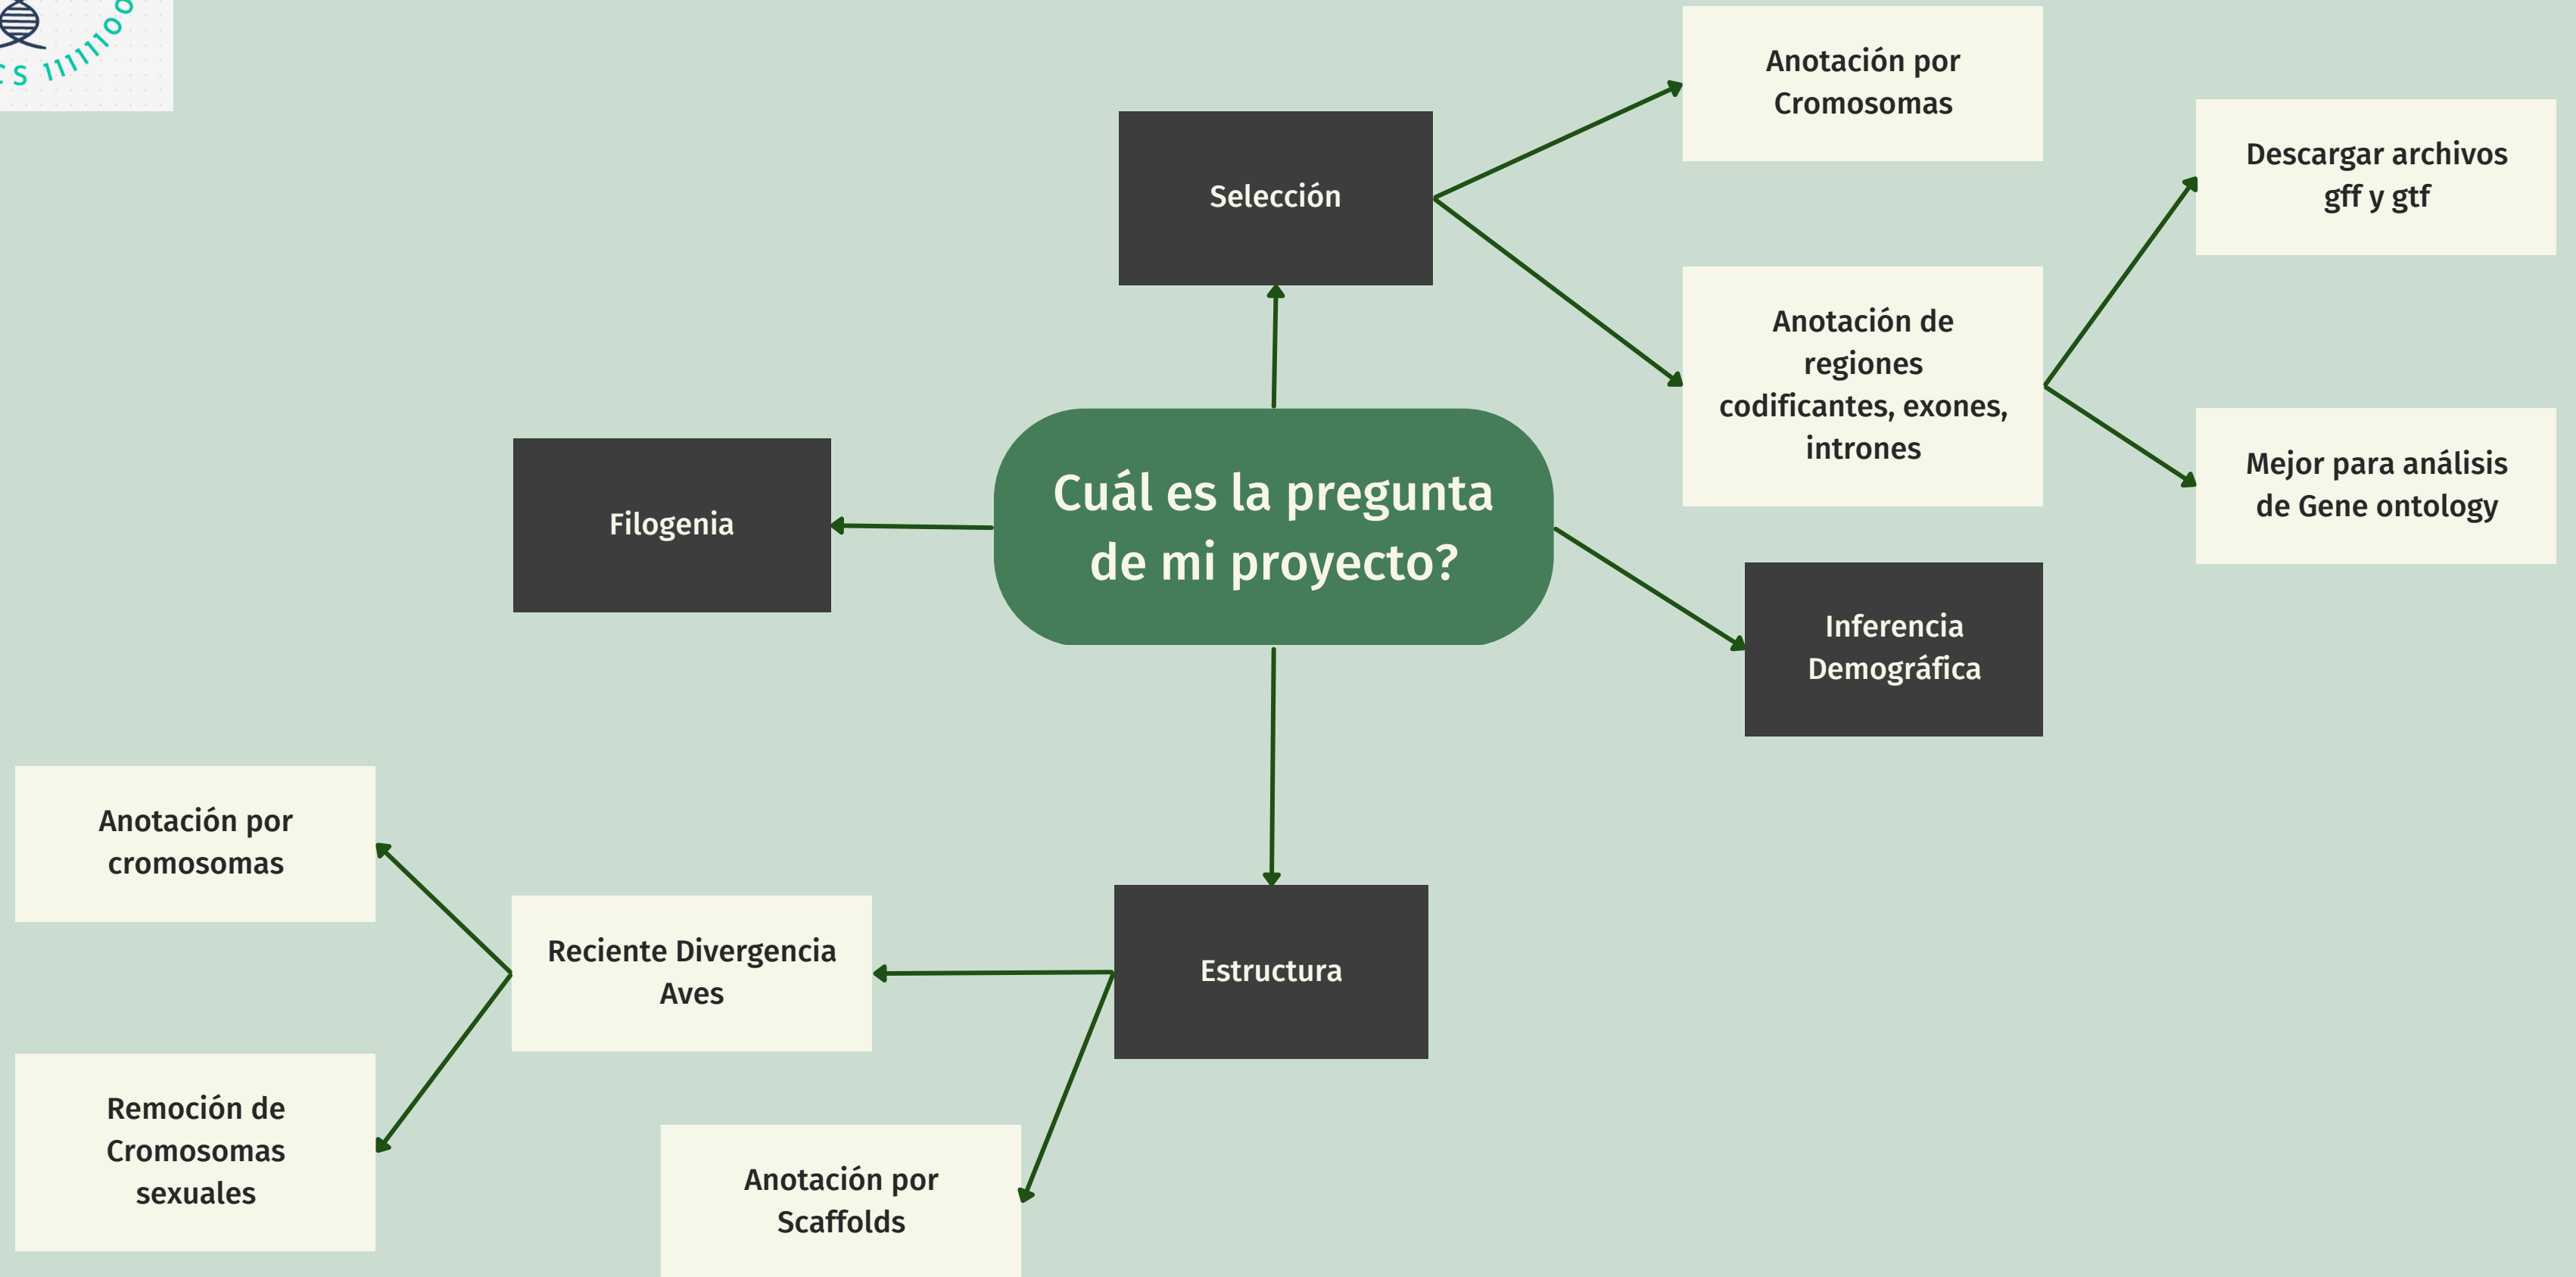 CS 11111100
Anotación por
Cromosomas
Selección
Descargar archivos
gff y gtf
Anotación de
regiones
codificantes, exones,
intrones
Mejor para análisis
de Gene ontology
Filogenia
Cuál es la pregunta
de mi proyecto?
Inferencia
Demográfica
Anotación por
cromosomas
Reciente Divergencia
Aves
Estructura
Remoción de
Cromosomas
sexuales
Anotación por
Scaffolds